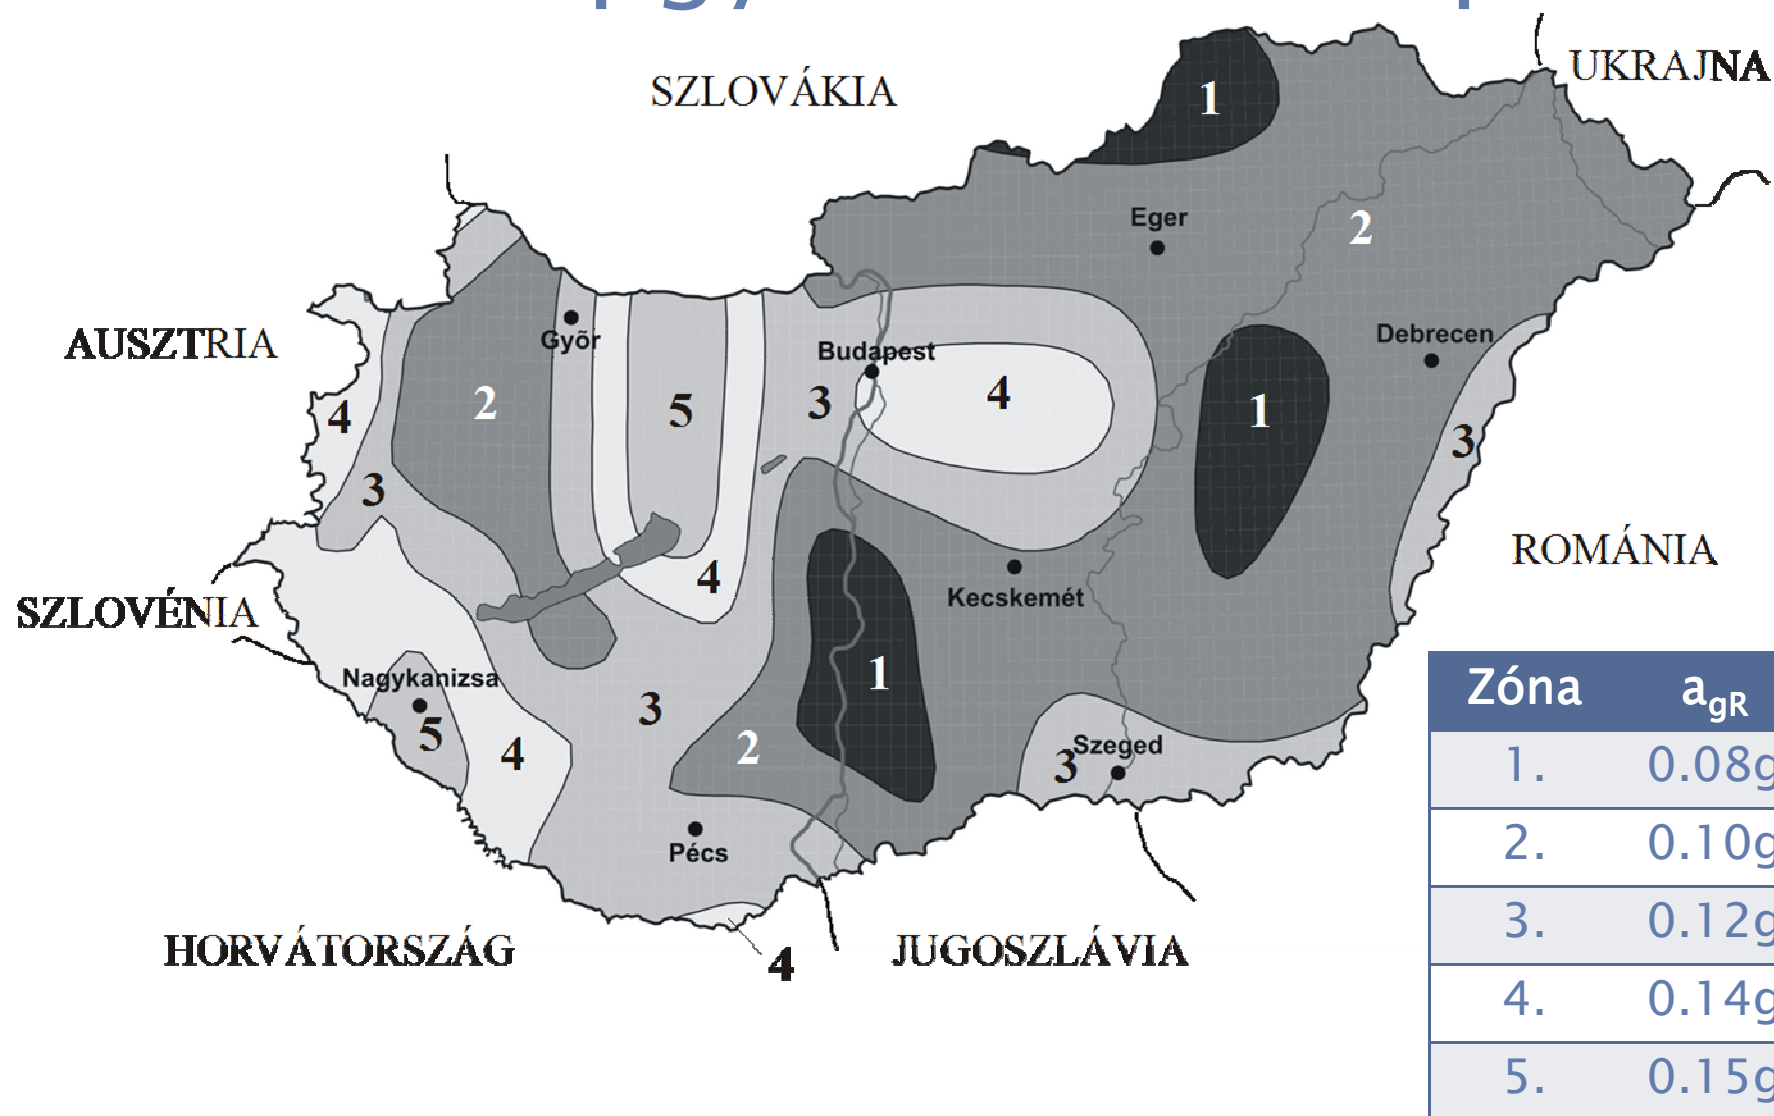 UKRAJNA
SZLOVÁKIA
1
Eger
2
AUSZTRIA
Győr
Budapest
Debrecen
4
2
5
3
4
1
3
3
ROMÁNIA
4
Kecskemét
SZLOVÉNIA
Nagykanizsa
5
4
3
2
1
3
Szeged
Pécs
HORVÁTORSZÁG
4
JUGOSZLÁVIA
Zóna agR
1. 0.08g
2. 0.10g
3. 0.12g
4. 0.14g
5. 0.15g